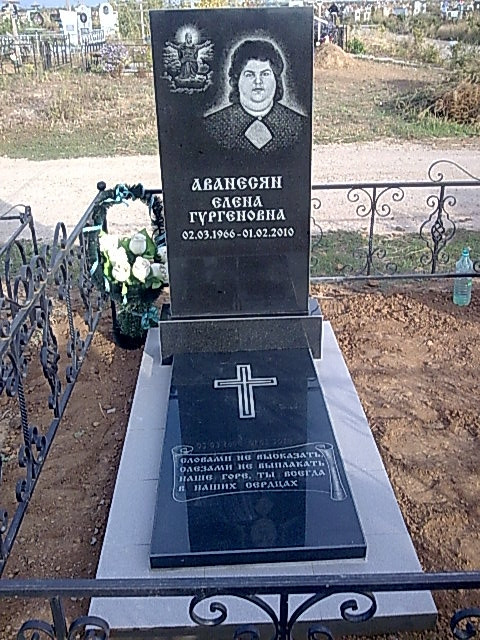 АВАНЕСЯН
ЕЛЕНА
ГУРГЕНОВНА
02.03.1966-01.02.2010
СЛОВАМИ НЕ ВЫСКАЗАТЬ,
СЛЕЗАМИ НЕ ВЫПЛАКАТЬ
НАШЕ ГОРЕ, ТЫ ВСЕГДА
В НАШИХ СЕРДЦАХ